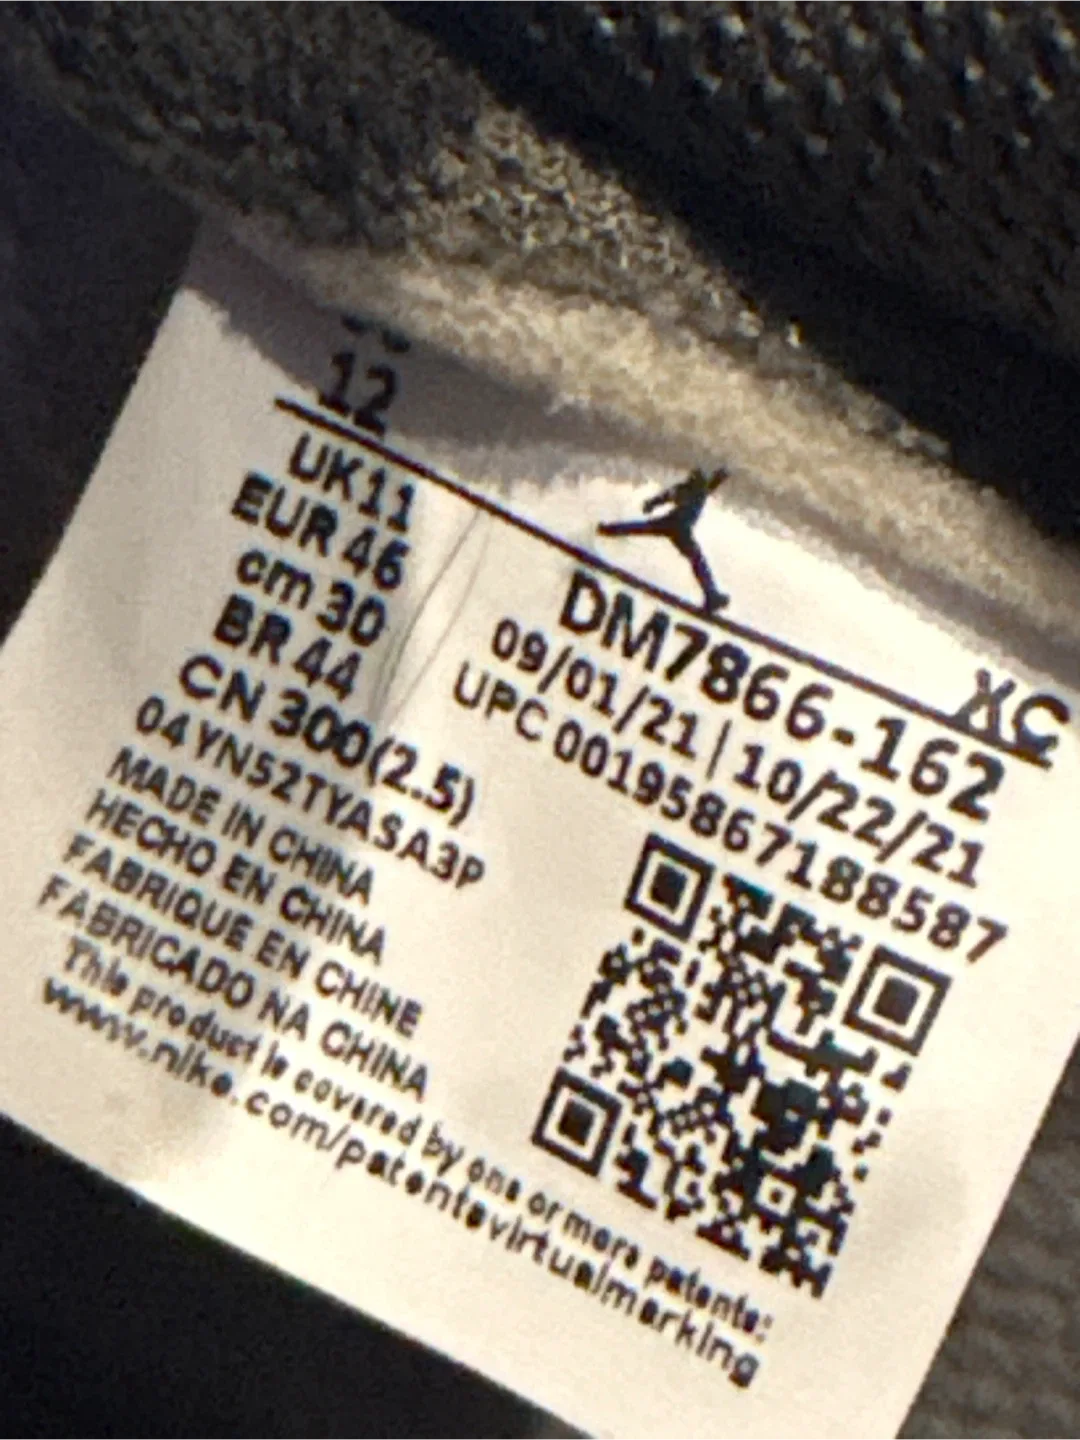 12
UK11
EUR 46
cm 30
BR 44
CN 300(2.5)
04YN52TYASA3P
MADE IN CHINA
HECHO EN CHINA
FABRIQUE EN CHINE
FABRICADO NA CHINA
This product is covered by one or more patents:
www.nike.com/patentsvirtualmarking
XC
DM7866-162
09/01/21 | 10/22/21
UPC 00195867188587